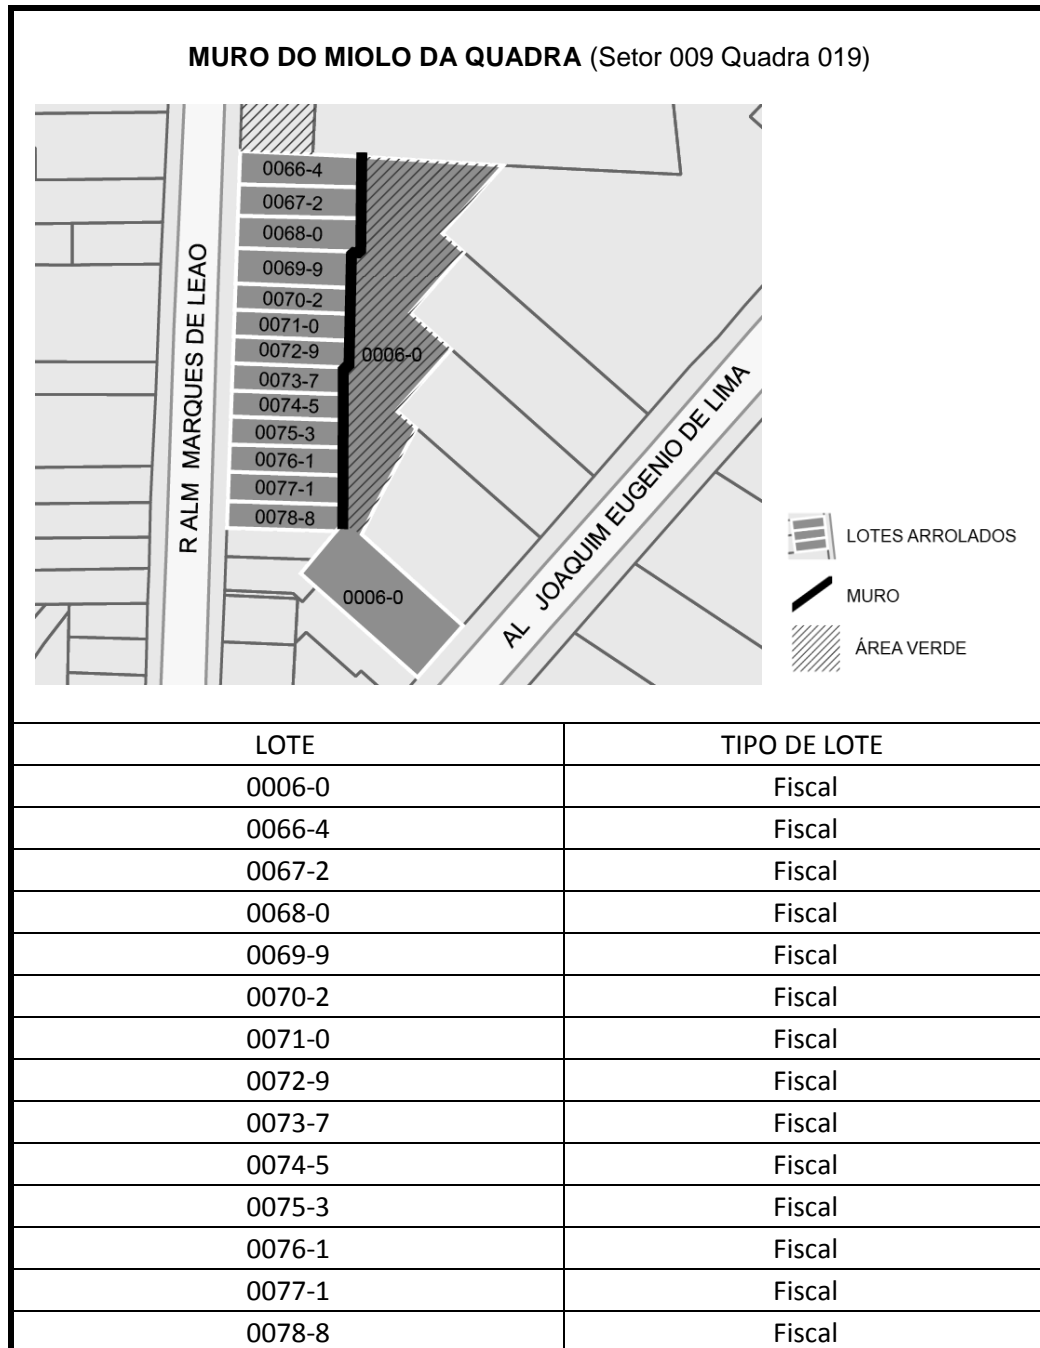 MURO DO MIOLO DA QUADRA (Setor 009 Quadra 019)
0066-4
0067-2
0068-0
0069-9
0070-2
0071-0
0072-9
0006-0
0073-7
0074-5
0075-3
0076-1
0077-1
0078-8
0006-0
R ALM MARQUES DE LEAO
AL JOAQUIM EUGENIO DE LIMA
LOTES ARROLADOS
MURO
ÁREA VERDE
LOTE TIPO DE LOTE
0006-0 Fiscal
0066-4 Fiscal
0067-2 Fiscal
0068-0 Fiscal
0069-9 Fiscal
0070-2 Fiscal
0071-0 Fiscal
0072-9 Fiscal
0073-7 Fiscal
0074-5 Fiscal
0075-3 Fiscal
0076-1 Fiscal
0077-1 Fiscal
0078-8 Fiscal